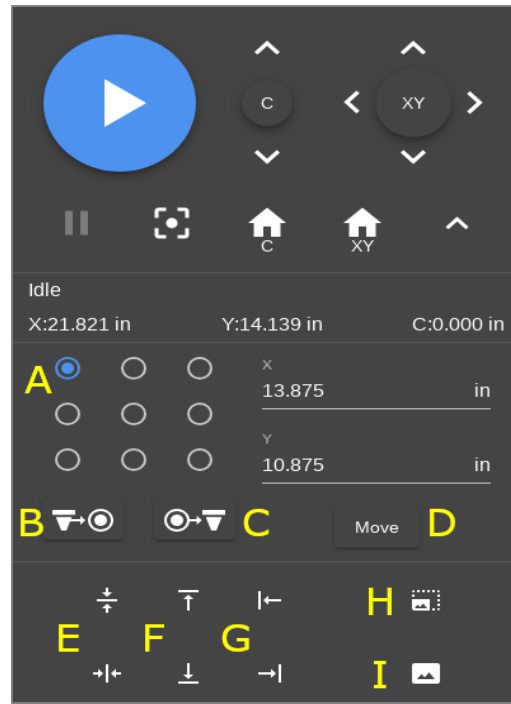 C
XY
C
XY
Idle
X:21.821 in Y:14.139 in C:0.000 in
A
X
13.875 in
Y
10.875 in
B
C
Move
D
H
E
F
G
I